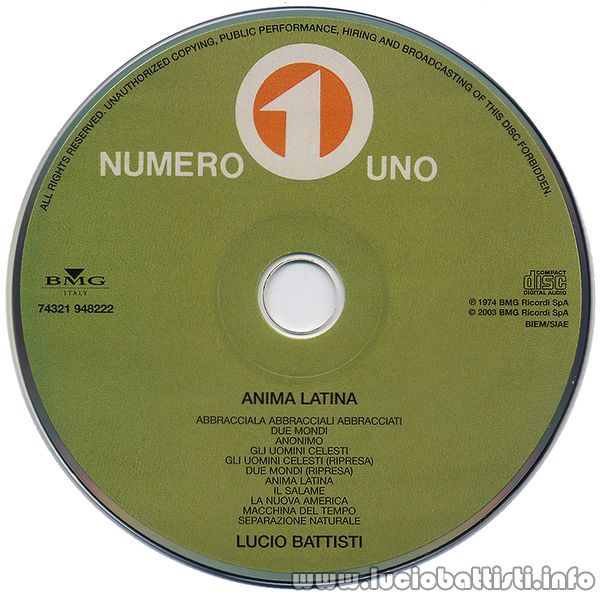 ALL RIGHTS RESERVED. UNAUTHORIZED COPYING, PUBLIC PERFORMANCE, HIRING AND BROADCASTING OF THIS DISC FORBIDDEN.
1
NUMERO UNO
BMG
ITALY
74321 948222
COMPACT
disc
DIGITAL AUDIO
℗ 1974 BMG Ricordi SpA
© 2003 BMG Ricordi SpA
BIEM/SIAE
ANIMA LATINA
ABBRACCIALA ABBRACCIALI ABBRACCIATI
DUE MONDI
ANONIMO
GLI UOMINI CELESTI
GLI UOMINI CELESTI (RIPRESA)
DUE MONDI (RIPRESA)
ANIMA LATINA
IL SALAME
LA NUOVA AMERICA
MACCHINA DEL TEMPO
SEPARAZIONE NATURALE
LUCIO BATTISTI
www.luciobattisti.info